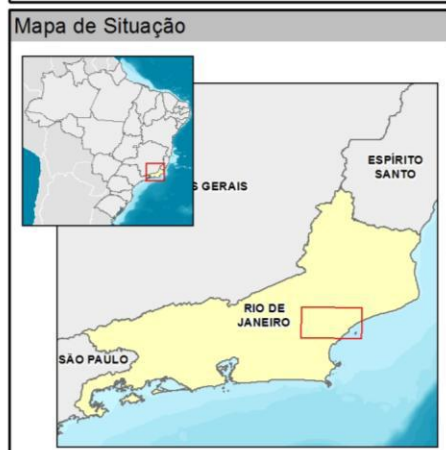 Mapa de Situação
S GERAIS
ESPÍRITO
SANTO
RIO DE
JANEIRO
SÃO PAULO